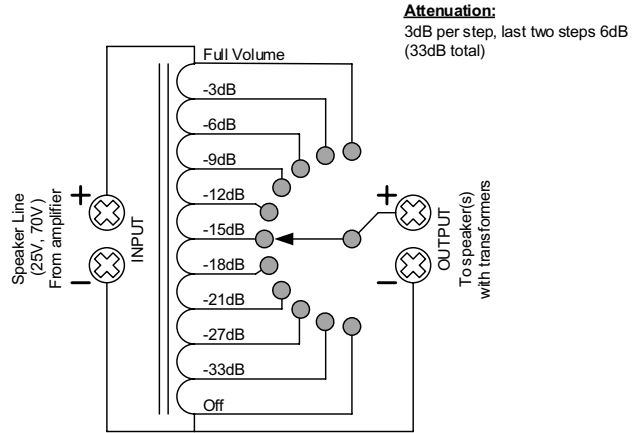 Attenuation:
3dB per step, last two steps 6dB
(33dB total)
Full Volume
-3dB
-6dB
-9dB
-12dB
-15dB
-18dB
-21dB
-27dB
-33dB
Off
Speaker Line
(25V, 70V)
From amplifier
+
−
INPUT
+
−
OUTPUT
To speaker(s)
with transformers